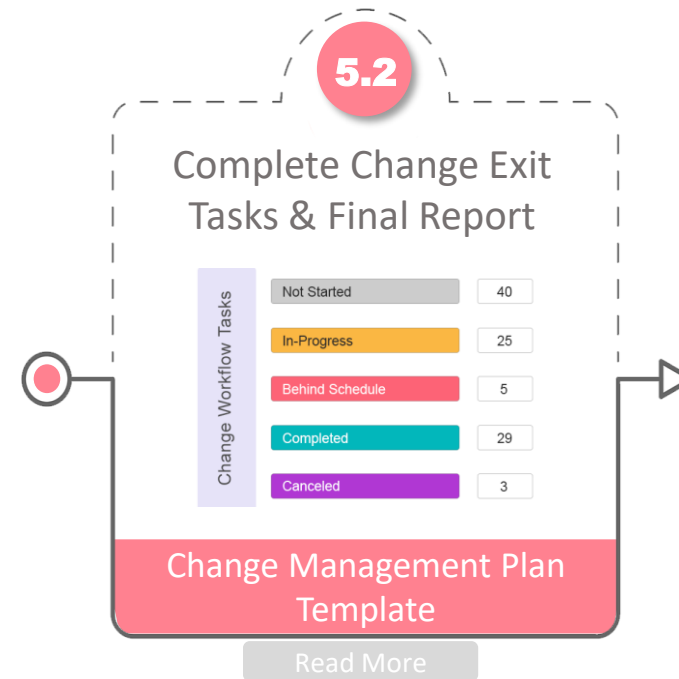 5.2
Complete Change Exit
Tasks & Final Report
Change Workflow Tasks
Not Started 40
In-Progress 25
Behind Schedule 5
Completed 29
Canceled 3
Change Management Plan
Template
Read More